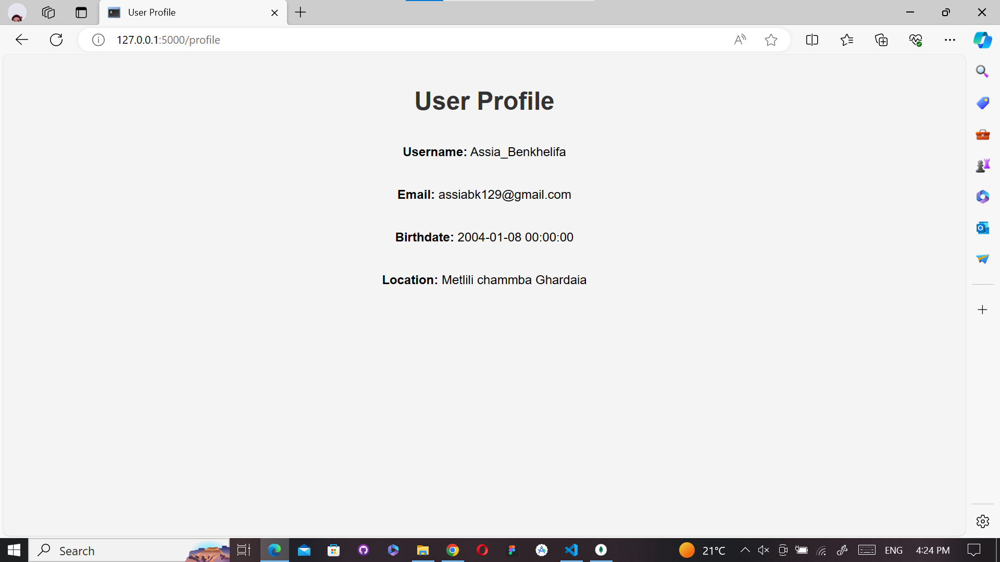 User Profile
127.0.0.1:5000/profile
User Profile
Username: Assia_Benkhelifa
Email: assiabk129@gmail.com
Birthdate: 2004-01-08 00:00:00
Location: Metlili chammba Ghardaia
Search
21°C
ENG
4:24 PM